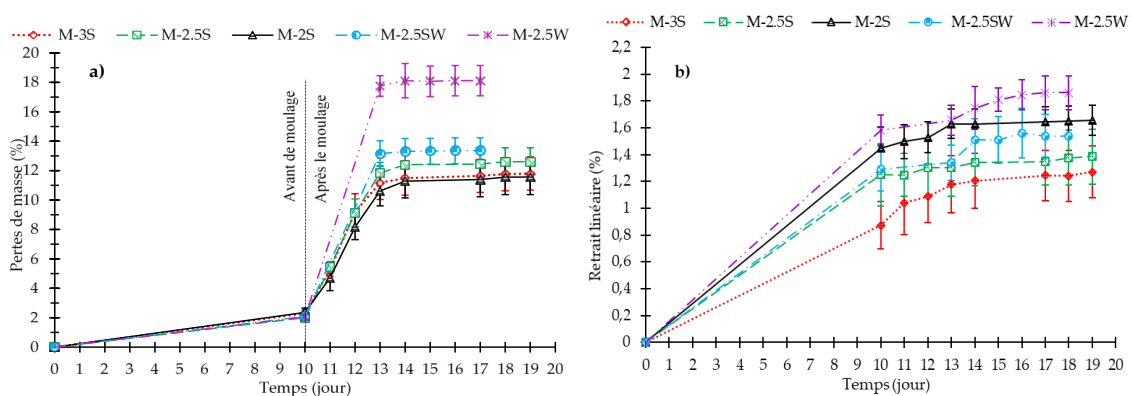 M-3S M-2.5S M-2S M-2.5SW M-2.5W
a)
Pertes de masse (%)
20
18
16
14
12
10
8
6
4
2
0
Avant de moulage
Après le moulage
0 1 2 3 4 5 6 7 8 9 10 11 12 13 14 15 16 17 18 19 20
Temps (jour)
M-3S M-2.5S M-2S M-2.5SW M-2.5W
b)
Retrait linéaire (%)
2,2
2
1,8
1,6
1,4
1,2
1
0,8
0,6
0,4
0,2
0
0 1 2 3 4 5 6 7 8 9 10 11 12 13 14 15 16 17 18 19 20
Temps (jour)